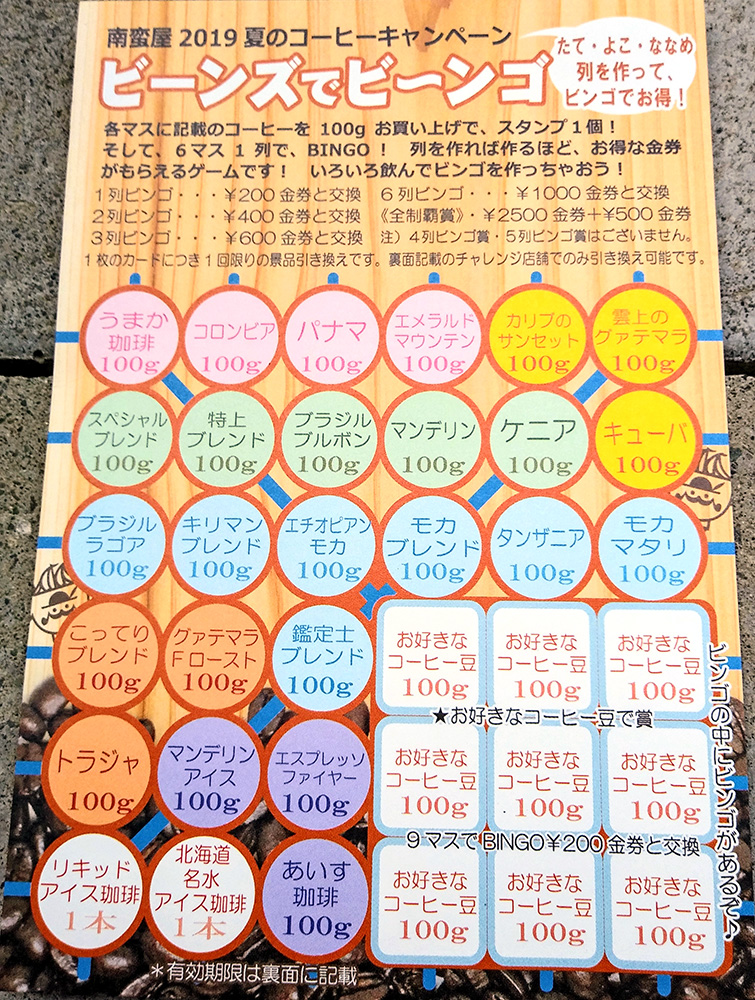 南蛮屋2019夏のコーヒーキャンペーン
ビーンズでビ〜ンゴ
たて・よこ・ななめ
列を作って、
ビンゴでお得！
各マスに記載のコーヒーを 100g お買い上げで、スタンプ１個！
そして、６マス１列で、BINGO！ 列を作れば作るほど、お得な金券
がもらえるゲームです！ いろいろ飲んでビンゴを作っちゃおう！
１列ビンゴ・・・￥200 金券と交換 ６列ビンゴ・・・￥1000 金券と交換
２列ビンゴ・・・￥400 金券と交換 《全制覇賞》・￥2500 金券＋￥500 金券
３列ビンゴ・・・￥600 金券と交換 注）４列ビンゴ賞・５列ビンゴ賞はございません。
１枚のカードにつき１回限りの景品引き換えです。裏面記載のチャレンジ店舗でのみ引き換え可能です。
うまか
珈琲
100g
コロンビア
100g
パナマ
100g
エメラルド
マウンテン
100g
カリブの
サンセット
100g
雲上の
グァテマラ
100g
スペシャル
ブレンド
100g
特上
ブレンド
100g
ブラジル
ブルボン
100g
マンデリン
100g
ケニア
100g
キューバ
100g
ブラジル
ラゴア
100g
キリマン
ブレンド
100g
エチオピアン
モカ
100g
モカ
ブレンド
100g
タンザニア
100g
モカ
マタリ
100g
こってり
ブレンド
100g
グァテマラ
Ｆロースト
100g
鑑定士
ブレンド
100g
お好きな
コーヒー豆
100g
お好きな
コーヒー豆
100g
お好きな
コーヒー豆
100g
★お好きなコーヒー豆で賞
トラジャ
100g
マンデリン
アイス
100g
エスプレッソ
ファイヤー
100g
お好きな
コーヒー豆
100g
お好きな
コーヒー豆
100g
お好きな
コーヒー豆
100g
９マスでBINGO￥200金券と交換
リキッド
アイス珈琲
1本
北海道
名水
アイス珈琲
1本
あいす
珈琲
100g
お好きな
コーヒー豆
100g
お好きな
コーヒー豆
100g
お好きな
コーヒー豆
100g
ビンゴの中にビンゴがあるぞ♪
＊有効期限は裏面に記載